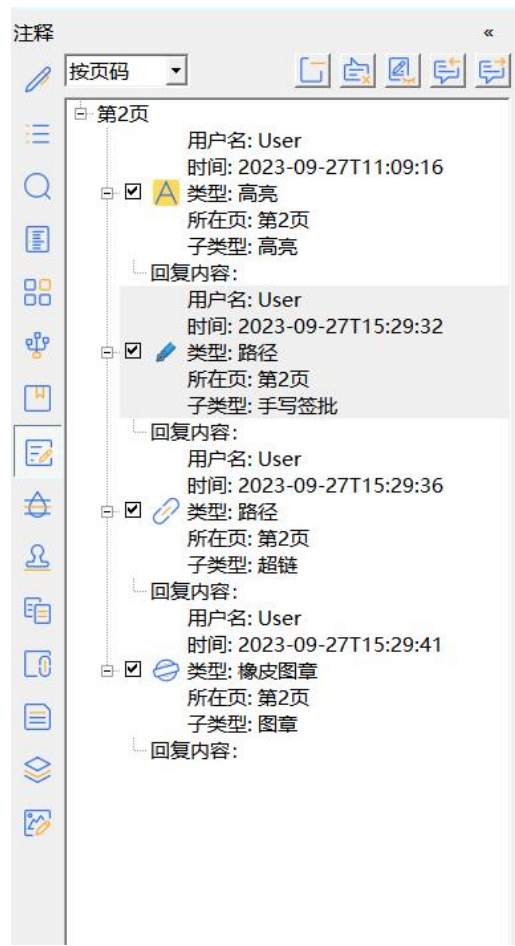 注释
«
按页码
第2页
用户名: User
时间: 2023-09-27T11:09:16
类型: 高亮
所在页: 第2页
子类型: 高亮
回复内容:
用户名: User
时间: 2023-09-27T15:29:32
类型: 路径
所在页: 第2页
子类型: 手写签批
回复内容:
用户名: User
时间: 2023-09-27T15:29:36
类型: 路径
所在页: 第2页
子类型: 超链
回复内容:
用户名: User
时间: 2023-09-27T15:29:41
类型: 橡皮图章
所在页: 第2页
子类型: 图章
回复内容: